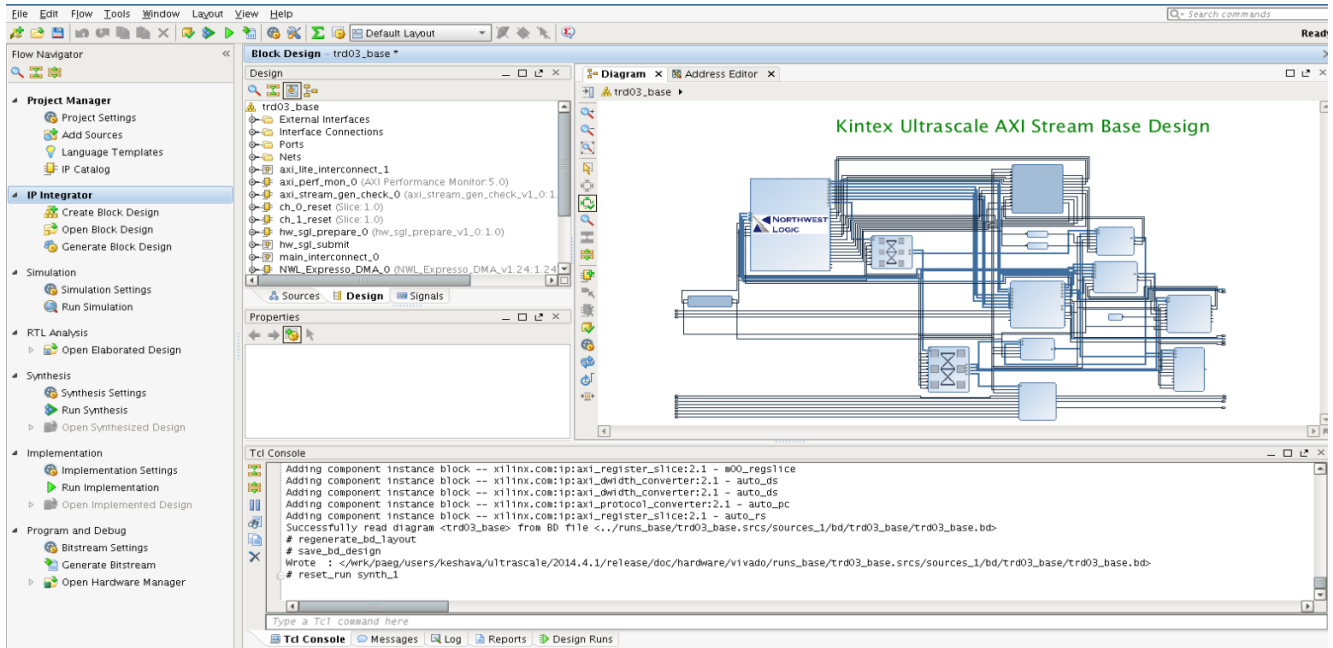 File Edit Flow Tools Window Layout View Help
Search commands
Default Layout
Ready
Flow Navigator
Project Manager
Project Settings
Add Sources
Language Templates
IP Catalog
IP Integrator
Create Block Design
Open Block Design
Generate Block Design
Simulation
Simulation Settings
Run Simulation
RTL Analysis
Open Elaborated Design
Synthesis
Synthesis Settings
Run Synthesis
Open Synthesized Design
Implementation
Implementation Settings
Run Implementation
Open Implemented Design
Program and Debug
Bitstream Settings
Generate Bitstream
Open Hardware Manager
Block Design - trd03_base *
Design
trd03_base
External Interfaces
Interface Connections
Ports
Nets
axi_lite_interconnect_1
axi_perf_mon_0 (AXI Performance Monitor:5.0)
axi_stream_gen_check_0 (axi_stream_gen_check_v1_0:1.
ch_0_reset (Slice:1.0)
ch_1_reset (Slice:1.0)
hw_sgl_prepare_0 (hw_sgl_prepare_v1_0:1.0)
hw_sgl_submit
main_interconnect_0
NWL_Expresso_DMA_0 (NWL_Expresso_DMA_v1.24:1.24
Sources Design Signals
Properties
Diagram Address Editor
trd03_base
Kintex Ultrascale AXI Stream Base Design
NORTHWEST
LOGIC
Tcl Console
Adding component instance block -- xilinx.com:ip:axi_register_slice:2.1 - m00_regslice
Adding component instance block -- xilinx.com:ip:axi_dwidth_converter:2.1 - auto_ds
Adding component instance block -- xilinx.com:ip:axi_dwidth_converter:2.1 - auto_ds
Adding component instance block -- xilinx.com:ip:axi_protocol_converter:2.1 - auto_pc
Adding component instance block -- xilinx.com:ip:axi_register_slice:2.1 - auto_rs
Successfully read diagram <trd03_base> from BD file <../runs_base/trd03_base.srcs/sources_1/bd/trd03_base/trd03_base.bd>
# regenerate_bd_layout
# save_bd_design
Wrote : </wrk/paeg/users/keshava/ultrascale/2014.4.1/release/doc/hardware/vivado/runs_base/trd03_base.srcs/sources_1/bd/trd03_base/trd03_base.bd>
# reset_run synth_1
Type a Tcl command here
Tcl Console Messages Log Reports Design Runs